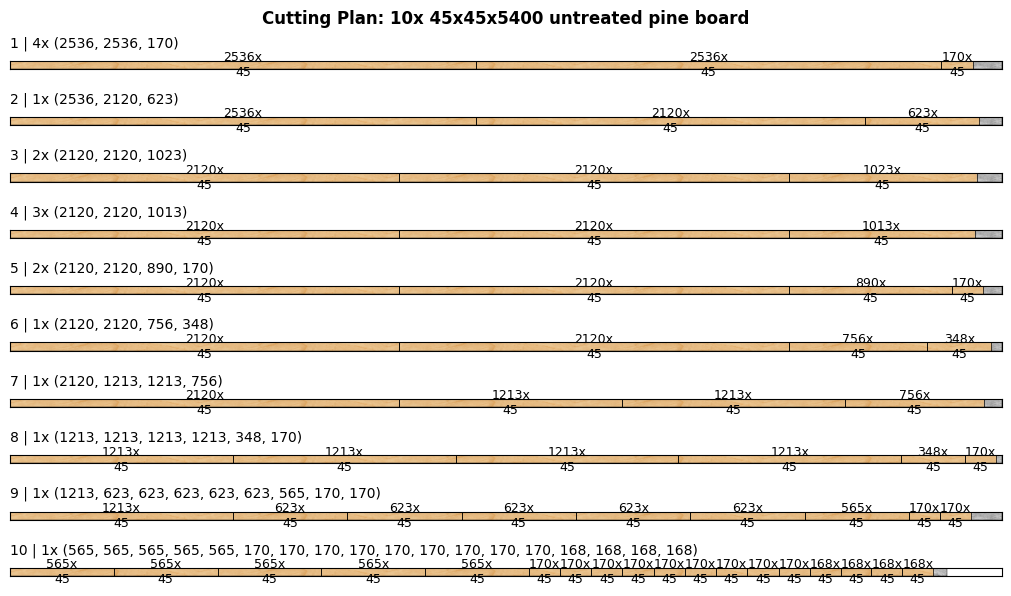 Cutting Plan: 10x 45x45x5400 untreated pine board
1 | 4x (2536, 2536, 170)
2536x 2536x 170x
45 45 45
2 | 1x (2536, 2120, 623)
2536x 2120x 623x
45 45 45
3 | 2x (2120, 2120, 1023)
2120x 2120x 1023x
45 45 45
4 | 3x (2120, 2120, 1013)
2120x 2120x 1013x
45 45 45
5 | 2x (2120, 2120, 890, 170)
2120x 2120x 890x 170x
45 45 45 45
6 | 1x (2120, 2120, 756, 348)
2120x 2120x 756x 348x
45 45 45 45
7 | 1x (2120, 1213, 1213, 756)
2120x 1213x 1213x 756x
45 45 45 45
8 | 1x (1213, 1213, 1213, 1213, 348, 170)
1213x 1213x 1213x 1213x 348x 170x
45 45 45 45 45 45
9 | 1x (1213, 623, 623, 623, 623, 623, 565, 170, 170)
1213x 623x 623x 623x 623x 623x 565x 170x 170x
45 45 45 45 45 45 45 45 45
10 | 1x (565, 565, 565, 565, 565, 170, 170, 170, 170, 170, 170, 170, 170, 170, 168, 168, 168, 168)
565x 565x 565x 565x 565x 170x 170x 170x 170x 170x 170x 170x 170x 170x 168x 168x 168x 168x
45 45 45 45 45 45 45 45 45 45 45 45 45 45 45 45 45 45